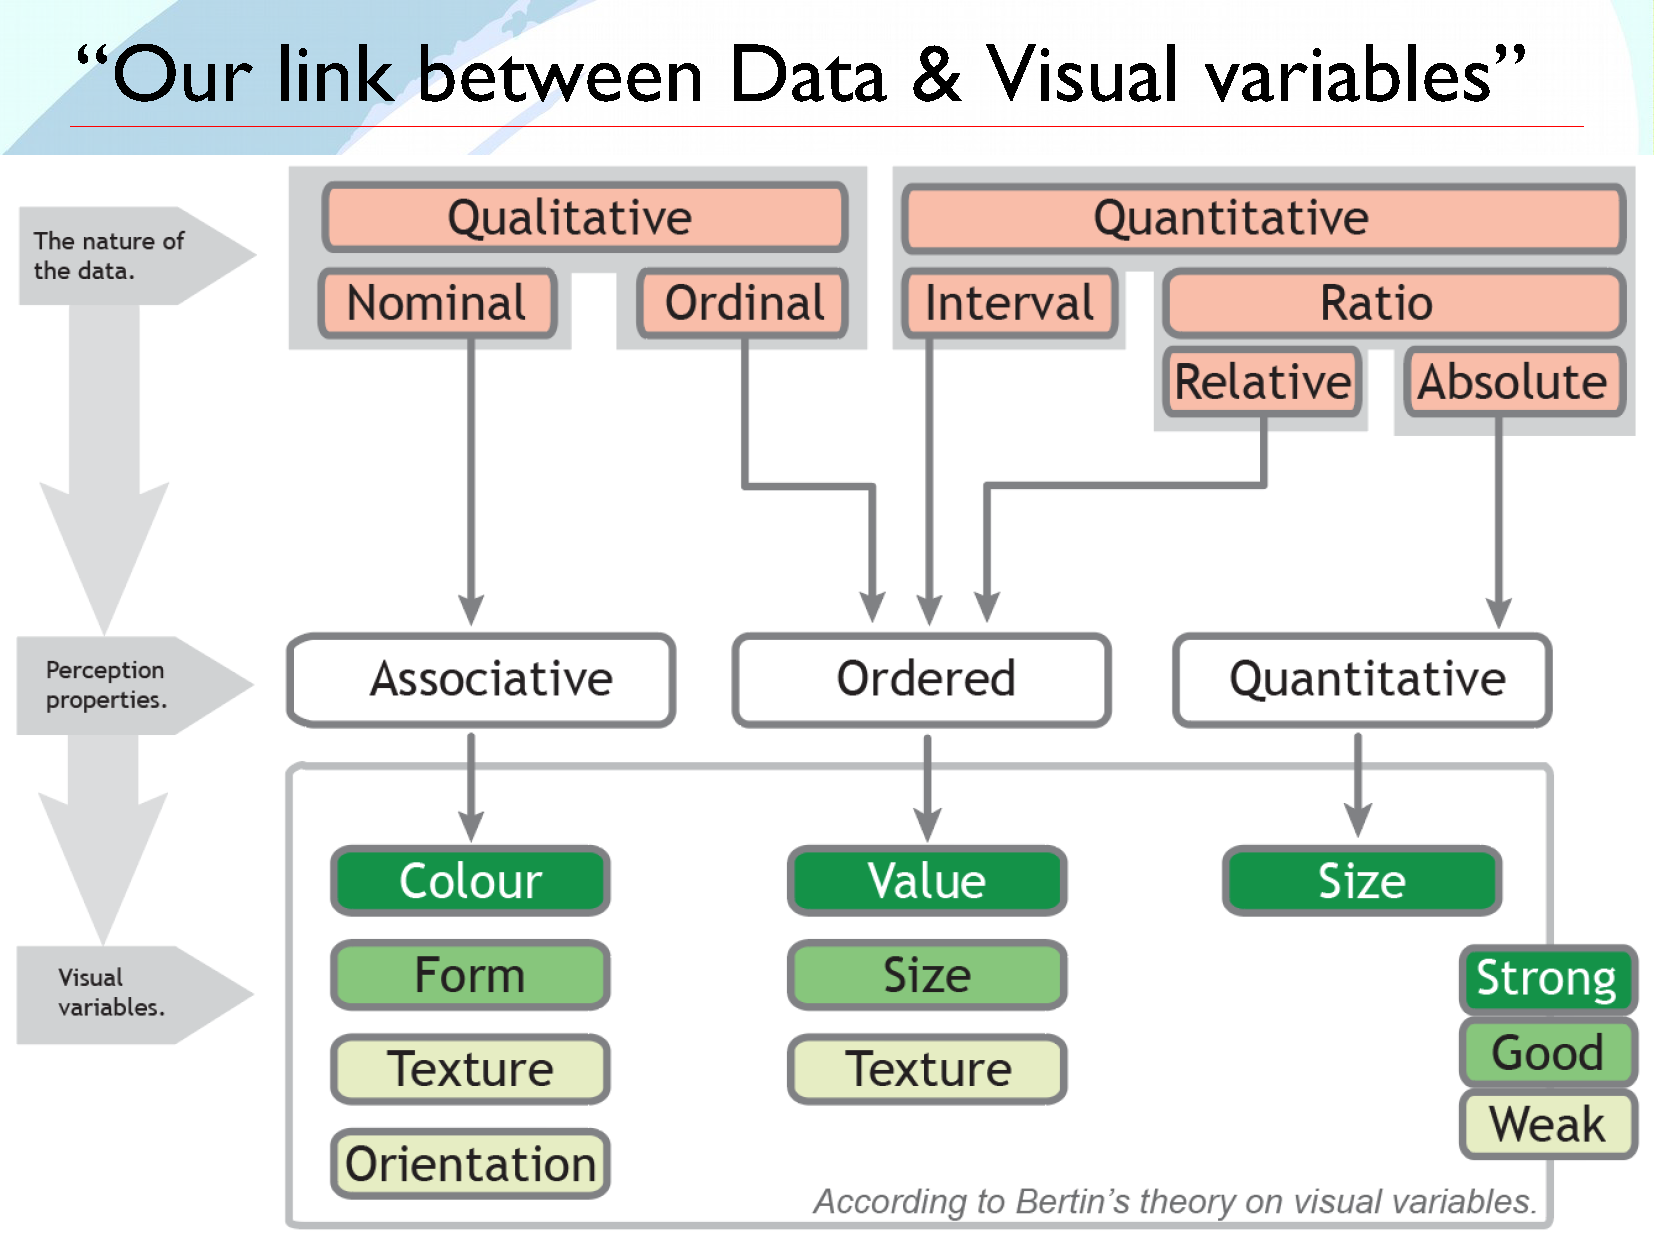 “Our link between Data & Visual variables”
The nature of
the data.
Qualitative
Quantitative
Nominal
Ordinal
Interval
Ratio
Relative
Absolute
Perception
properties.
Associative
Ordered
Quantitative
Visual
variables.
Colour
Value
Size
Form
Size
Texture
Texture
Orientation
Strong
Good
Weak
According to Bertin’s theory on visual variables.